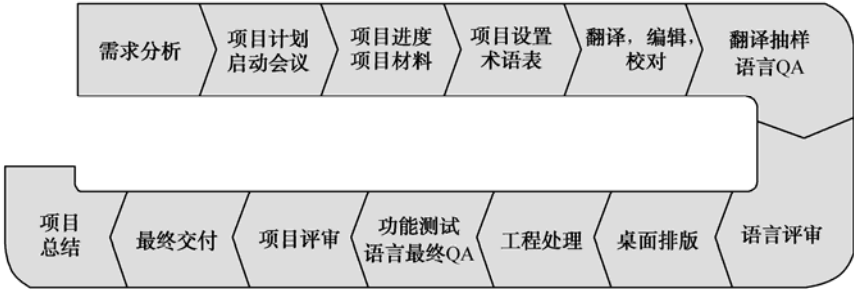 需求分析
项目计划
启动会议
项目进度
项目材料
项目设置
术语表
翻译，编辑，
校对
翻译抽样
语言QA
语言评审
桌面排版
工程处理
功能测试
语言最终QA
项目评审
最终交付
项目
总结